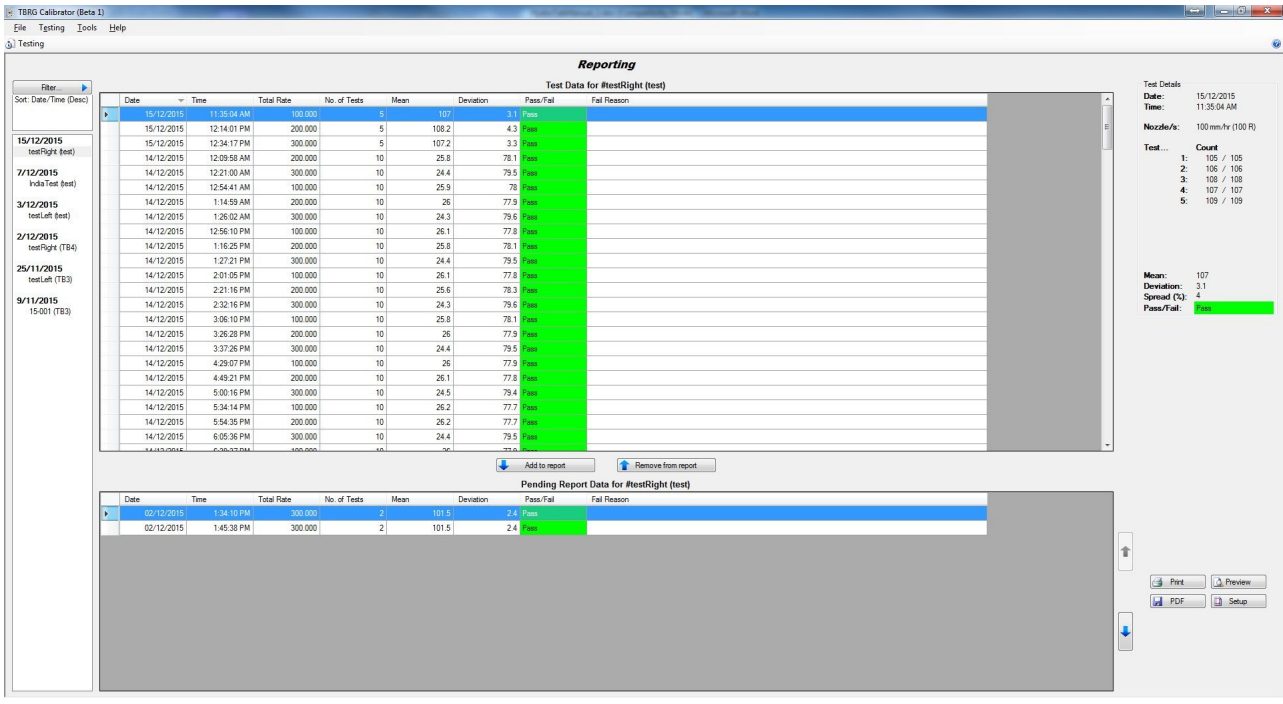 TBRG Calibrator (Beta 1)
File Testing Tools Help
Testing
Reporting
Filter...
Sort: Date/Time (Desc)
15/12/2015
testRight (test)
7/12/2015
IndiaTest (test)
3/12/2015
testLeft (test)
2/12/2015
testRight (TB4)
25/11/2015
testLeft (TB3)
9/11/2015
15-001 (TB3)
Test Data for #testRight (test)
Date Time Total Rate No. of Tests Mean Deviation Pass/Fail Fail Reason
15/12/2015 11:35:04 AM 100.000 5 107 3.1 Pass
15/12/2015 12:14:01 PM 200.000 5 108.2 4.3 Pass
15/12/2015 12:34:17 PM 300.000 5 107.2 3.3 Pass
14/12/2015 12:09:58 AM 200.000 10 25.8 78.1 Pass
14/12/2015 12:21:00 AM 300.000 10 24.4 79.5 Pass
14/12/2015 12:54:41 AM 100.000 10 25.9 78 Pass
14/12/2015 1:14:59 AM 200.000 10 26 77.9 Pass
14/12/2015 1:26:02 AM 300.000 10 24.3 79.6 Pass
14/12/2015 12:56:10 PM 100.000 10 26.1 77.8 Pass
14/12/2015 1:16:25 PM 200.000 10 25.8 78.1 Pass
14/12/2015 1:27:21 PM 300.000 10 24.4 79.5 Pass
14/12/2015 2:01:05 PM 100.000 10 26.1 77.8 Pass
14/12/2015 2:21:16 PM 200.000 10 25.6 78.3 Pass
14/12/2015 2:32:16 PM 300.000 10 24.3 79.6 Pass
14/12/2015 3:06:10 PM 100.000 10 25.8 78.1 Pass
14/12/2015 3:26:28 PM 200.000 10 26 77.9 Pass
14/12/2015 3:37:26 PM 300.000 10 24.4 79.5 Pass
14/12/2015 4:29:07 PM 100.000 10 26 77.9 Pass
14/12/2015 4:49:21 PM 200.000 10 26.1 77.8 Pass
14/12/2015 5:00:16 PM 300.000 10 24.5 79.4 Pass
14/12/2015 5:34:14 PM 100.000 10 26.2 77.7 Pass
14/12/2015 5:54:35 PM 200.000 10 26.2 77.7 Pass
14/12/2015 6:05:36 PM 300.000 10 24.4 79.5 Pass
Add to report Remove from report
Pending Report Data for #testRight (test)
Date Time Total Rate No. of Tests Mean Deviation Pass/Fail Fail Reason
02/12/2015 1:34:10 PM 300.000 2 101.5 2.4 Pass
02/12/2015 1:45:38 PM 300.000 2 101.5 2.4 Pass
Test Details
Date: 15/12/2015
Time: 11:35:04 AM
Nozzle/s: 100 mm/hr (100 R)
Test... Count
1: 105 / 105
2: 106 / 106
3: 108 / 108
4: 107 / 107
5: 109 / 109
Mean: 107
Deviation: 3.1
Spread (%): 4
Pass/Fail: Pass
Print Preview
PDF Setup